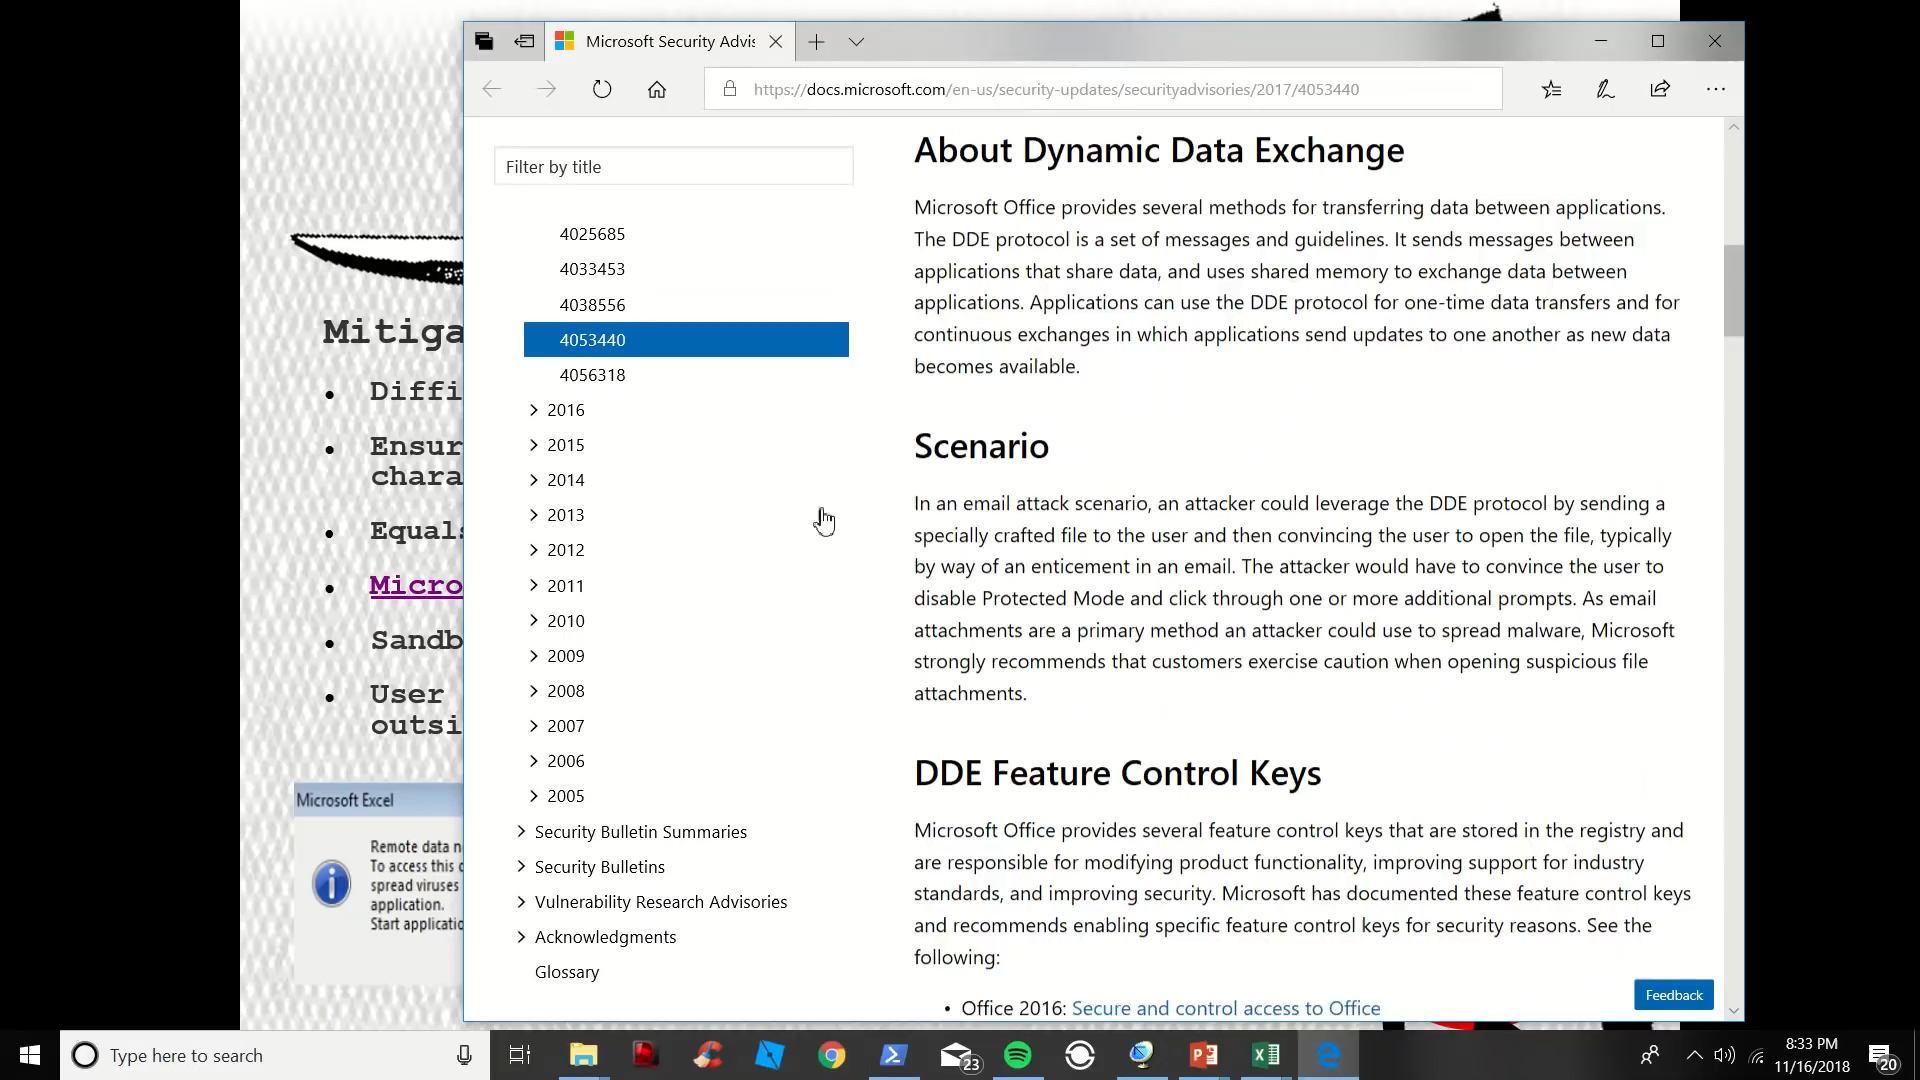 Microsoft Security Advis
https://docs.microsoft.com/en-us/security-updates/securityadvisories/2017/4053440
Filter by title
4025685
4033453
4038556
4053440
4056318
2016
2015
2014
2013
2012
2011
2010
2009
2008
2007
2006
2005
Security Bulletin Summaries
Security Bulletins
Vulnerability Research Advisories
Acknowledgments
Glossary
About Dynamic Data Exchange
Microsoft Office provides several methods for transferring data between applications.
The DDE protocol is a set of messages and guidelines. It sends messages between
applications that share data, and uses shared memory to exchange data between
applications. Applications can use the DDE protocol for one-time data transfers and for
continuous exchanges in which applications send updates to one another as new data
becomes available.
Scenario
In an email attack scenario, an attacker could leverage the DDE protocol by sending a
specially crafted file to the user and then convincing the user to open the file, typically
by way of an enticement in an email. The attacker would have to convince the user to
disable Protected Mode and click through one or more additional prompts. As email
attachments are a primary method an attacker could use to spread malware, Microsoft
strongly recommends that customers exercise caution when opening suspicious file
attachments.
DDE Feature Control Keys
Microsoft Office provides several feature control keys that are stored in the registry and
are responsible for modifying product functionality, improving support for industry
standards, and improving security. Microsoft has documented these feature control keys
and recommends enabling specific feature control keys for security reasons. See the
following:
• Office 2016: Secure and control access to Office
Feedback
Mitiga
• Diffi
• Ensur
chara
• Equals
• Micro
• Sandb
• User
outsi
Microsoft Excel
Remote data n
To access this
spread viruses
application.
Start applicatio
Type here to search
23
8:33 PM
11/16/2018
20